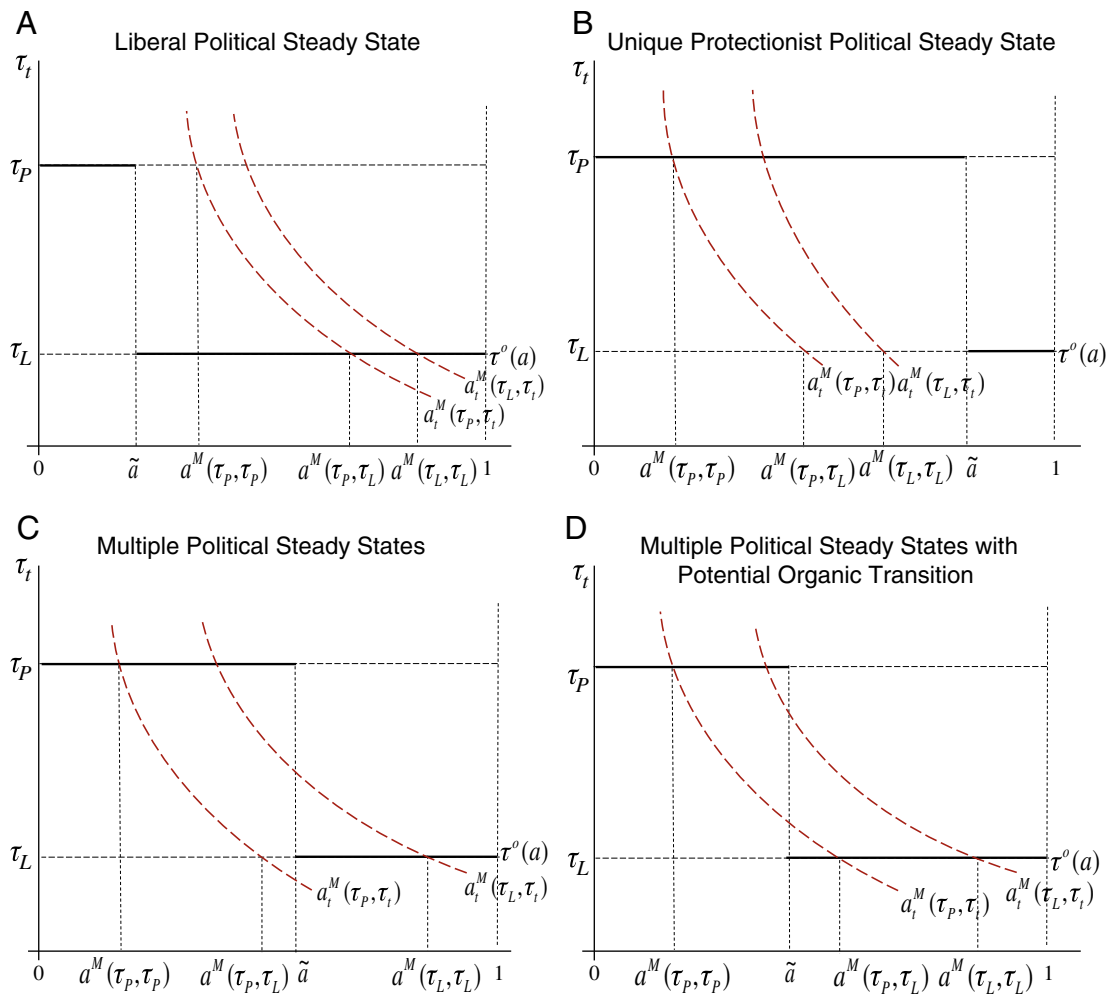 A
Liberal Political Steady State
τ_t
τ_P
τ_L
τ^o(a)
a_t^M(τ_L,τ_t)
a_t^M(τ_P,τ_t)
0 ã a^M(τ_P,τ_P) a^M(τ_P,τ_L) a^M(τ_L,τ_L) 1
B
Unique Protectionist Political Steady State
τ_t
τ_P
τ_L
τ^o(a)
a_t^M(τ_P,τ_t) a_t^M(τ_L,τ_t)
0 a^M(τ_P,τ_P) a^M(τ_P,τ_L) a^M(τ_L,τ_L) ã 1
C
Multiple Political Steady States
τ_t
τ_P
τ_L
τ^o(a)
a_t^M(τ_P,τ_t)
a_t^M(τ_L,τ_t)
0 a^M(τ_P,τ_P) a^M(τ_P,τ_L) ã a^M(τ_L,τ_L) 1
D
Multiple Political Steady States with
Potential Organic Transition
τ_t
τ_P
τ_L
τ^o(a)
a_t^M(τ_L,τ_t)
a_t^M(τ_P,τ_t)
0 a^M(τ_P,τ_P) ã a^M(τ_P,τ_L) a^M(τ_L,τ_L) 1